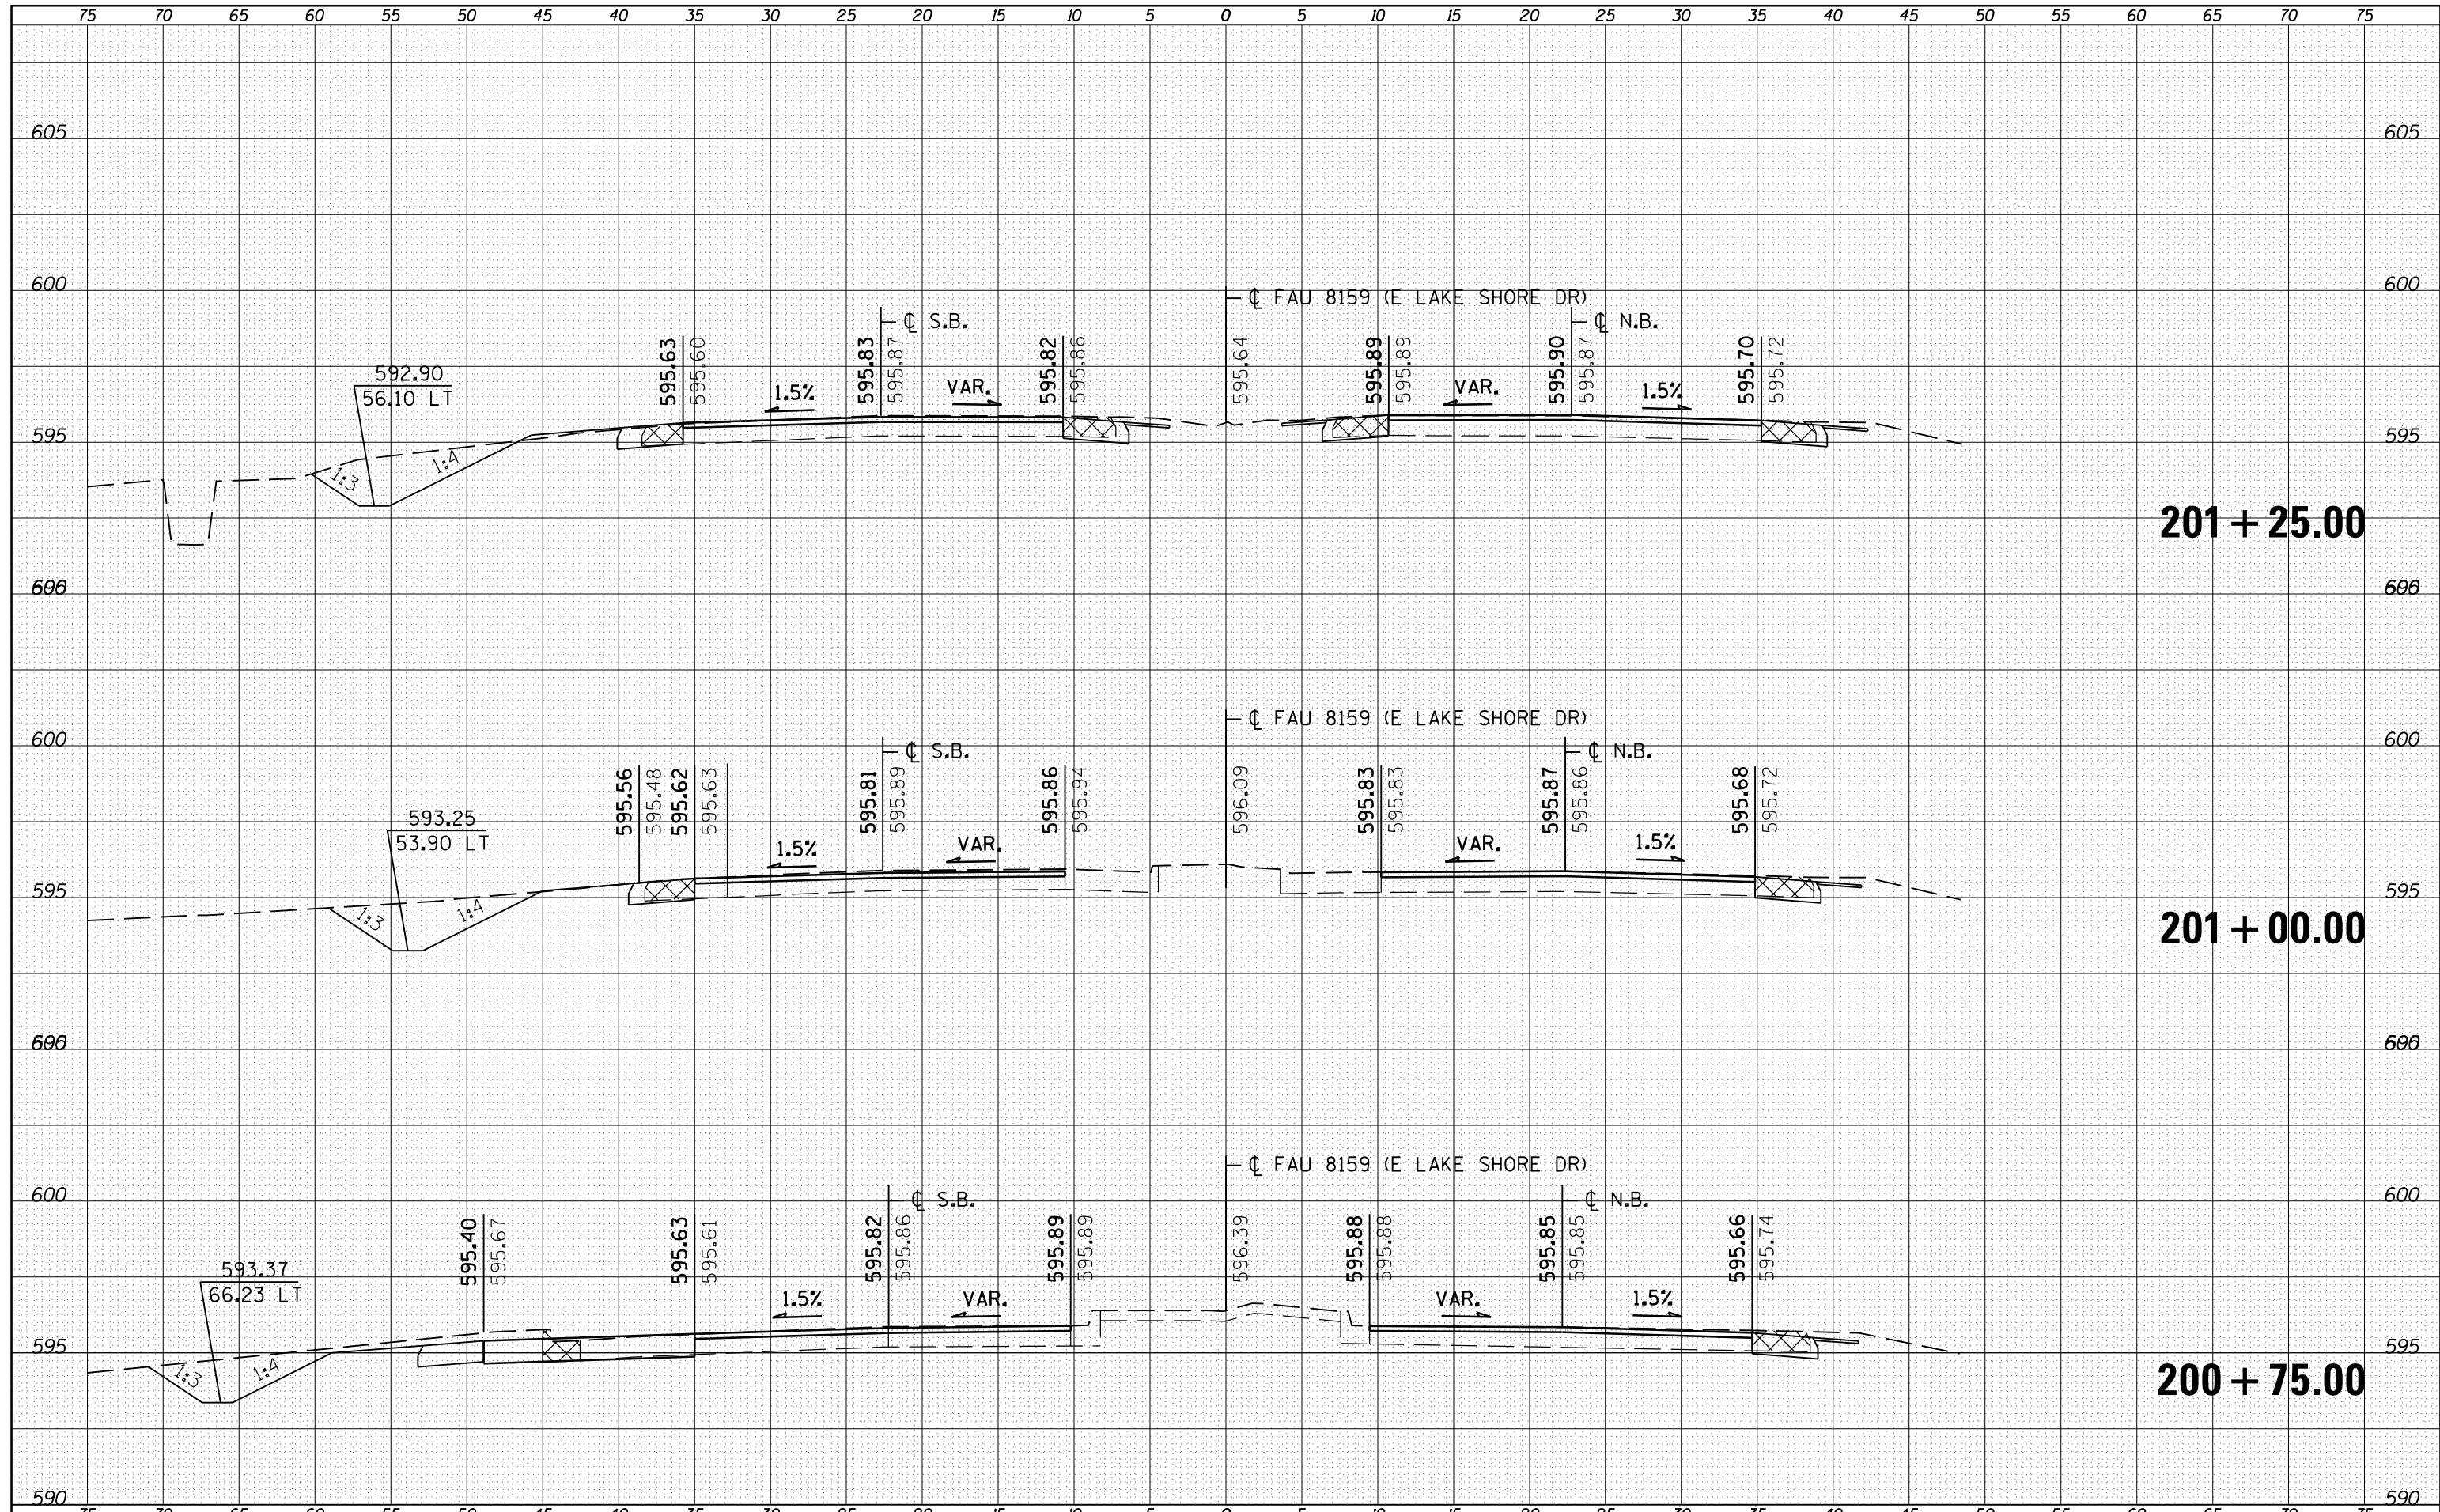 75 70 65 60 55 50 45 40 35 30 25 20 15 10 5 0 5 10 15 20 25 30 35 40 45 50 55 60 65 70 75
605 605
600 600
℄ FAU 8159 (E LAKE SHORE DR)
℄ S.B. ℄ N.B.
595.63 595.60 595.83 595.87 595.82 595.86 595.64 595.89 595.89 595.90 595.87 595.70 595.72
592.90
56.10 LT
1.5% VAR. VAR. 1.5%
595 595
1:3 1:4
201 + 25.00
600 600
℄ FAU 8159 (E LAKE SHORE DR)
℄ S.B. ℄ N.B.
595.56 595.48 595.62 595.63 595.81 595.89 595.86 595.94 596.09 595.83 595.83 595.87 595.86 595.68 595.72
593.25
53.90 LT
1.5% VAR. VAR. 1.5%
595 595
1:3 1:4
201 + 00.00
℄ FAU 8159 (E LAKE SHORE DR)
600 600
℄ S.B. ℄ N.B.
595.40 595.67 595.63 595.61 595.82 595.86 595.89 595.89 596.39 595.88 595.88 595.85 595.85 595.66 595.74
593.37
66.23 LT
1.5% VAR. VAR. 1.5%
595 595
1:3 1:4
200 + 75.00
590 590